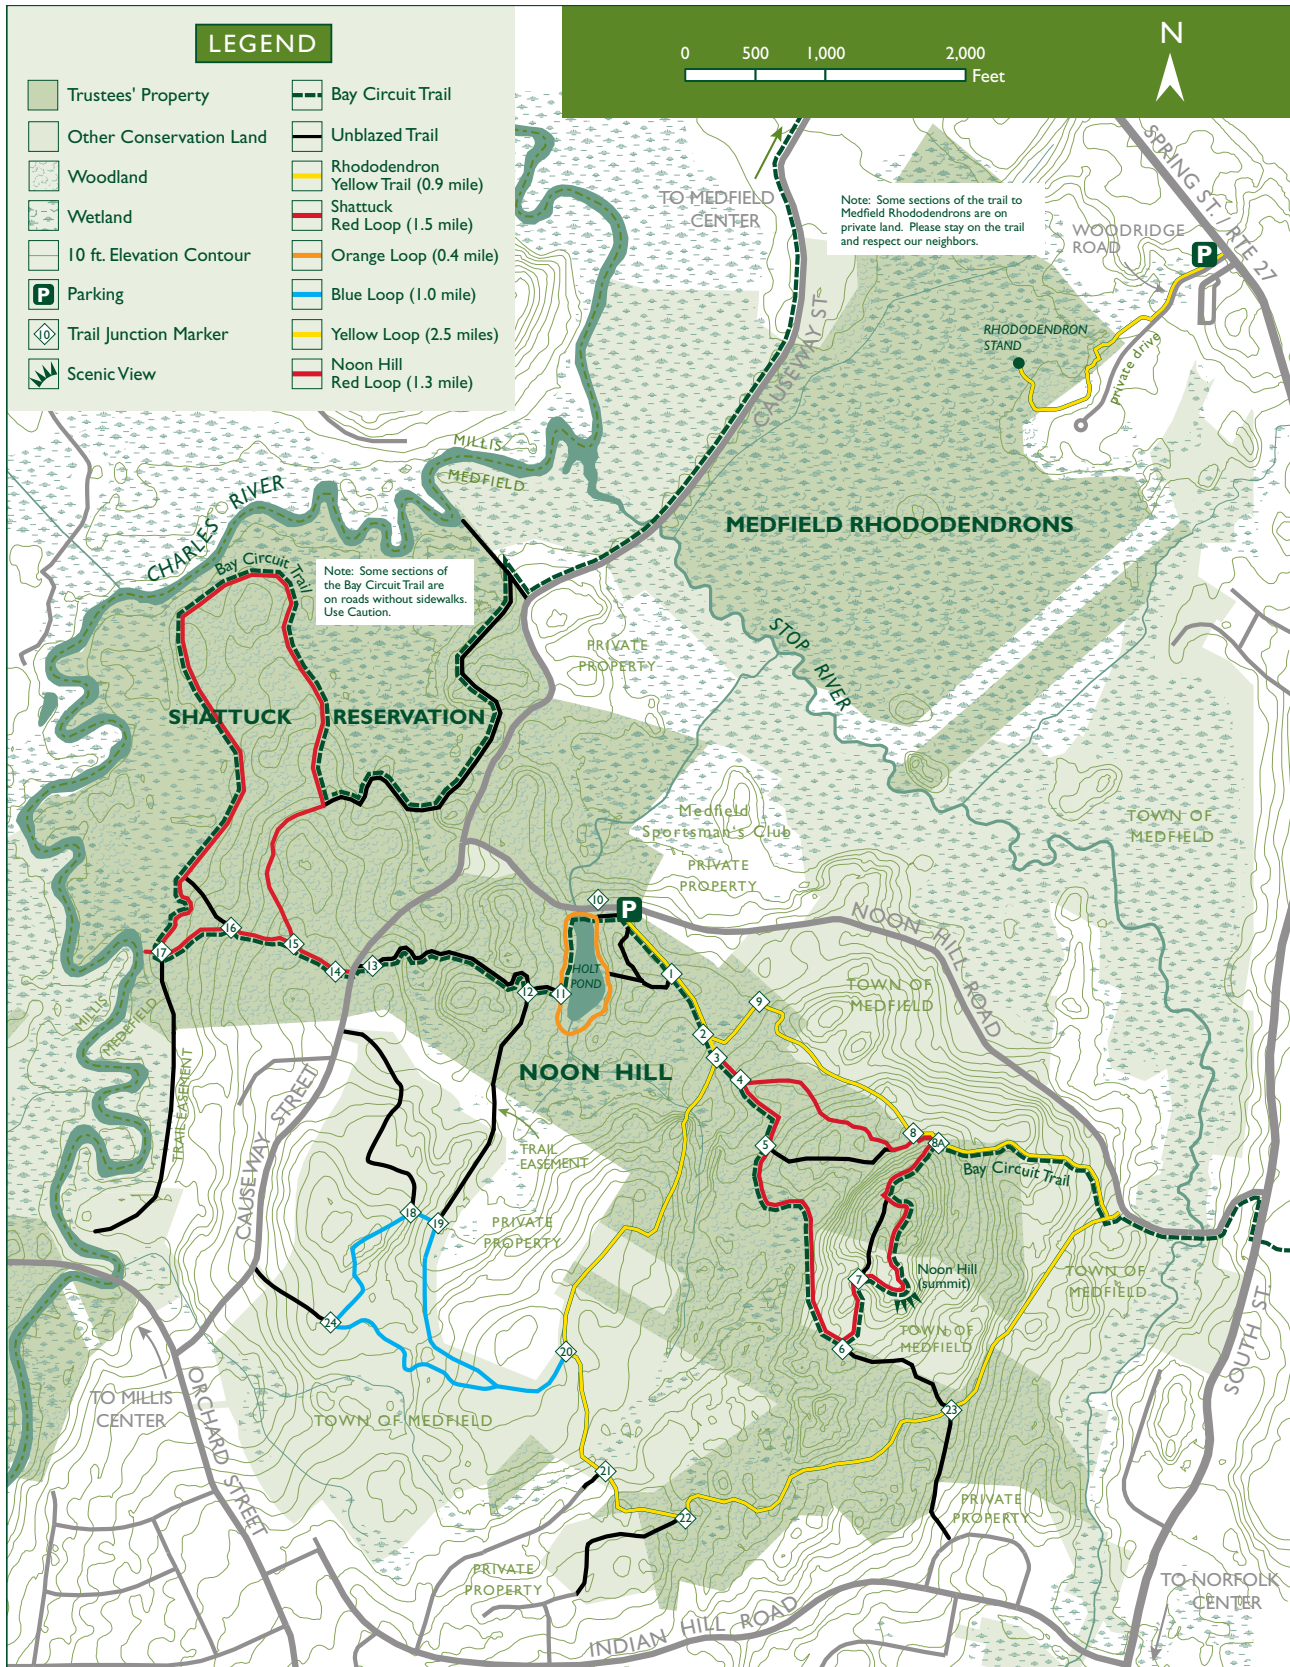 LEGEND
Trustees' Property
Other Conservation Land
Woodland
Wetland
10 ft. Elevation Contour
P
Parking
10
Trail Junction Marker
Scenic View
Bay Circuit Trail
Unblazed Trail
Rhododendron
Yellow Trail (0.9 mile)
Shattuck
Red Loop (1.5 mile)
Orange Loop (0.4 mile)
Blue Loop (1.0 mile)
Yellow Loop (2.5 miles)
Noon Hill
Red Loop (1.3 mile)
0 500 1,000 2,000
Feet
N
SPRING ST. / RTE 27
TO MEDFIELD
CENTER
Note: Some sections of the trail to
Medfield Rhododendrons are on
private land. Please stay on the trail
and respect our neighbors.
WOODRIDGE
ROAD
P
RHODODENDRON
STAND
private drive
CAUSEWAY ST
MILLIS
MEDFIELD
CHARLES RIVER
MEDFIELD RHODODENDRONS
Bay Circuit Trail
Note: Some sections of
the Bay Circuit Trail are
on roads without sidewalks.
Use Caution.
PRIVATE
PROPERTY
STOP RIVER
SHATTUCK RESERVATION
Medfield
Sportsman's Club
PRIVATE
PROPERTY
TOWN OF
MEDFIELD
10
P
NOON HILL ROAD
16
15
17
14
13
12
11
HOLT
POND
1
9
TOWN OF
MEDFIELD
MILLIS
MEDFIELD
2
3
4
NOON HILL
TRAIL EASEMENT
CAUSEWAY STREET
TRAIL
EASEMENT
5
8
8A
Bay Circuit Trail
18
19
PRIVATE
PROPERTY
7
Noon Hill
(summit)
TOWN OF
MEDFIELD
24
20
6
TOWN OF
MEDFIELD
SOUTH ST.
TO MILLIS
CENTER
ORCHARD STREET
TOWN OF MEDFIELD
23
21
22
PRIVATE
PROPERTY
PRIVATE
PROPERTY
INDIAN HILL ROAD
TO NORFOLK
CENTER